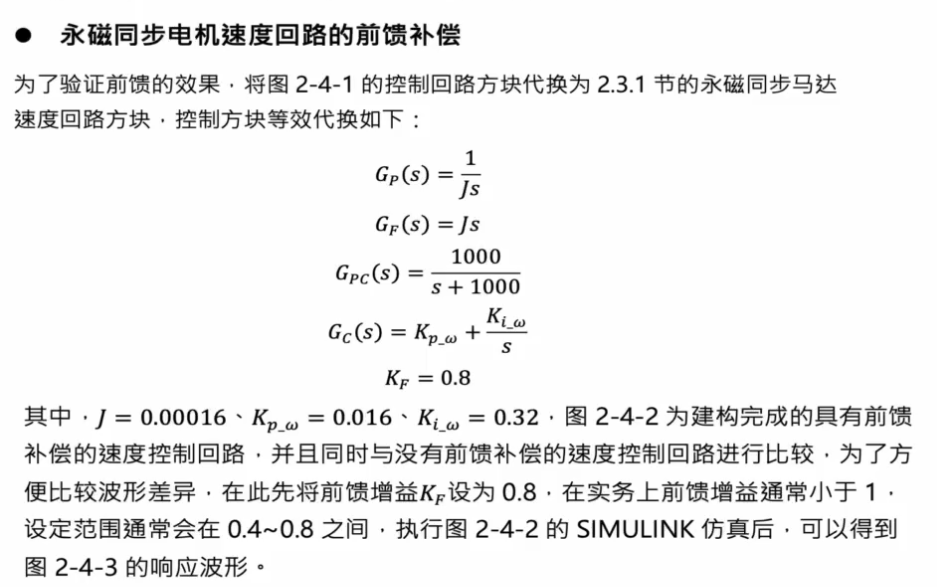 ● 永磁同步电机速度回路的前馈补偿
为了验证前馈的效果，将图 2-4-1 的控制回路方块代换为 2.3.1 节的永磁同步马达
速度回路方块，控制方块等效代换如下：
G_P(s) = 1/(Js)
G_F(s) = Js
G_PC(s) = 1000/(s + 1000)
G_C(s) = K_{p_ω} + K_{i_ω}/s
K_F = 0.8
其中，J = 0.00016、K_{p_ω} = 0.016、K_{i_ω} = 0.32，图 2-4-2 为建构完成的具有前馈
补偿的速度控制回路，并且同时与没有前馈补偿的速度控制回路进行比较，为了方
便比较波形差异，在此先将前馈增益K_F设为 0.8，在实务上前馈增益通常小于 1，
设定范围通常会在 0.4~0.8 之间，执行图 2-4-2 的 SIMULINK 仿真后，可以得到
图 2-4-3 的响应波形。